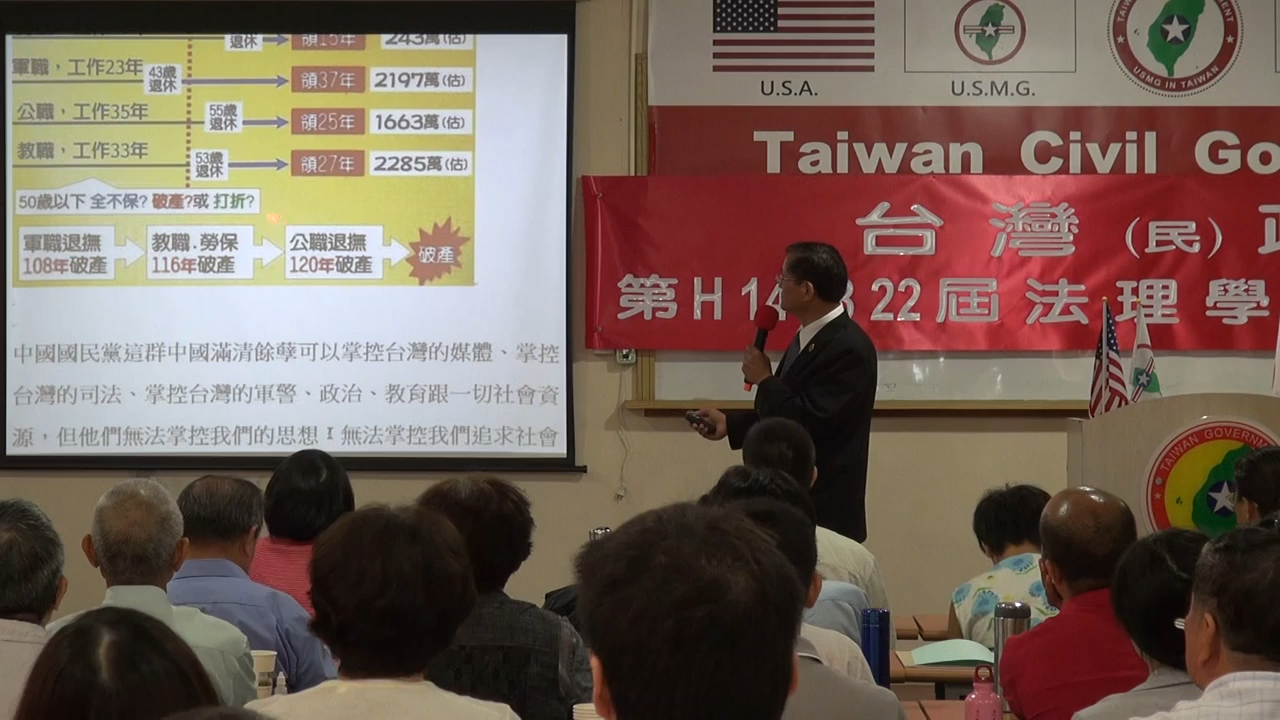 退休
領15年
243萬(估)
軍職，工作23年
43歲
退休
領37年
2197萬(估)
公職，工作35年
55歲
退休
領25年
1663萬(估)
教職，工作33年
53歲
退休
領27年
2285萬(估)
50歲以下 全不保? 破產?或 打折?
軍職退撫
108年破產
教職.勞保
116年破產
公職退撫
120年破產
破產
中國國民黨這群中國滿清餘孽可以掌控台灣的媒體、掌控
台灣的司法、掌控台灣的軍警、政治、教育跟一切社會資
源，但他們無法掌控我們的思想！無法掌控我們追求社會
U.S.A.
U.S.M.G.
USMG IN TAIWAN
Taiwan Civil Go
台灣(民)政
第H14 22屆法理學
TAIWAN GOVERNM